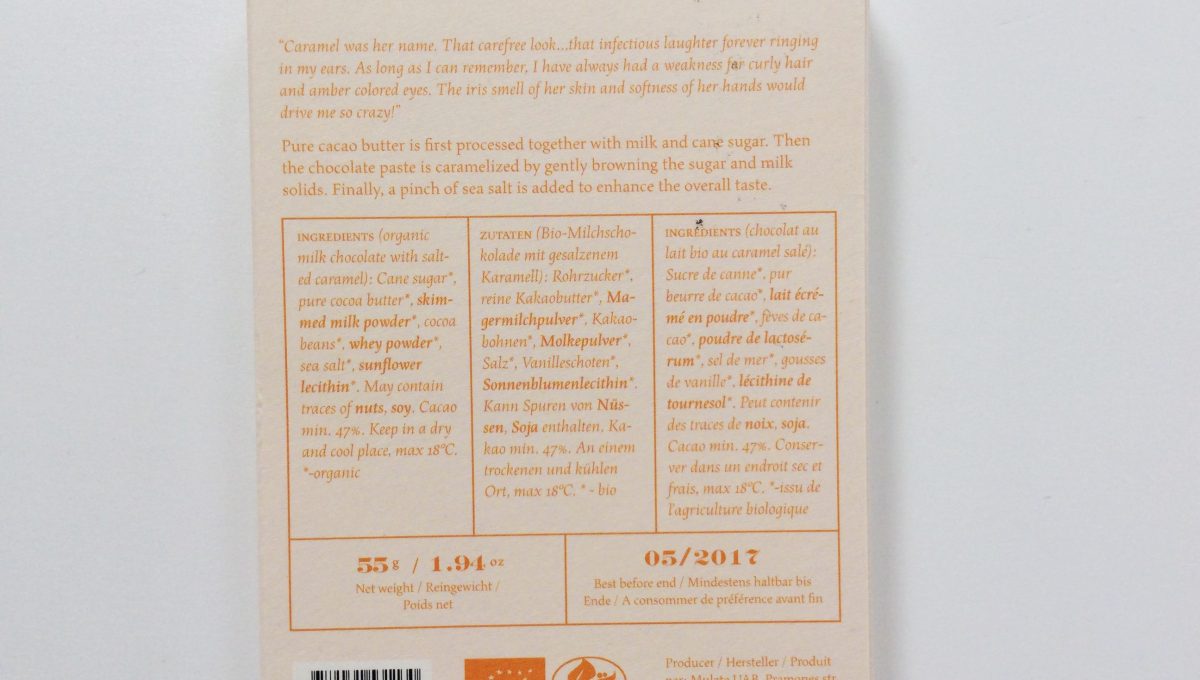 “Caramel was her name. That carefree look...that infectious laughter forever ringing
in my ears. As long as I can remember, I have always had a weakness for curly hair
and amber colored eyes. The iris smell of her skin and softness of her hands would
drive me so crazy!”
Pure cacao butter is first processed together with milk and cane sugar. Then
the chocolate paste is caramelized by gently browning the sugar and milk
solids. Finally, a pinch of sea salt is added to enhance the overall taste.
INGREDIENTS (organic
milk chocolate with salt-
ed caramel): Cane sugar*,
pure cocoa butter*, skim-
med milk powder*, cocoa
beans*, whey powder*,
sea salt*, sunflower
lecithin*. May contain
traces of nuts, soy. Cacao
min. 47%. Keep in a dry
and cool place, max 18°C.
*-organic
ZUTATEN (Bio-Milchscho-
kolade mit gesalzenem
Karamell): Rohrzucker*,
reine Kakaobutter*, Ma-
germilchpulver*, Kakao-
bohnen*, Molkepulver*,
Salz*, Vanilleschoten*,
Sonnenblumenlecithin*.
Kann Spuren von Nüs-
sen, Soja enthalten. Ka-
kao min. 47%. An einem
trockenen und kühlen
Ort, max 18°C. * - bio
INGRÉDIENTS (chocolat au
lait bio au caramel salé):
Sucre de canne*, pur
beurre de cacao*, lait écré-
mé en poudre*, fèves de ca-
cao*, poudre de lactosé-
rum*, sel de mer*, gousses
de vanille*, lécithine de
tournesol*. Peut contenir
des traces de noix, soja.
Cacao min. 47%. Conser-
ver dans un endroit sec et
frais, max 18°C. *-issu de
l'agriculture biologique
55 g / 1.94 oz
Net weight / Reingewicht /
Poids net
05/2017
Best before end / Mindestens haltbar bis
Ende / A consommer de préférence avant fin
Producer / Hersteller / Produit
par: Mulate UAB, Pramones str.